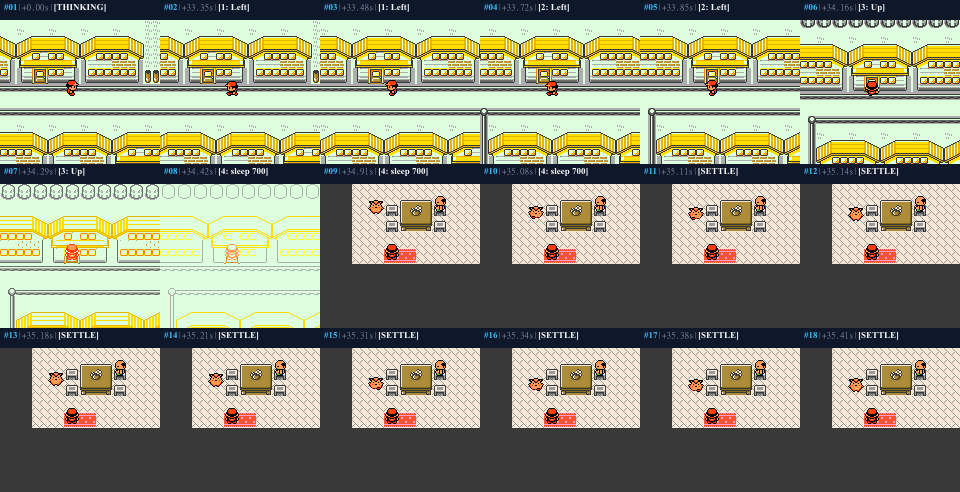 #01|+0.00s|[THINKING]
#02|+33.35s|[1: Left]
#03|+33.48s|[1: Left]
#04|+33.72s|[2: Left]
#05|+33.85s|[2: Left]
#06|+34.16s|[3: Up]
#07|+34.29s|[3: Up]
#08|+34.42s|[4: sleep 700]
#09|+34.91s|[4: sleep 700]
#10|+35.08s|[4: sleep 700]
#11|+35.11s|[SETTLE]
#12|+35.14s|[SETTLE]
#13|+35.18s|[SETTLE]
#14|+35.21s|[SETTLE]
#15|+35.31s|[SETTLE]
#16|+35.34s|[SETTLE]
#17|+35.38s|[SETTLE]
#18|+35.41s|[SETTLE]